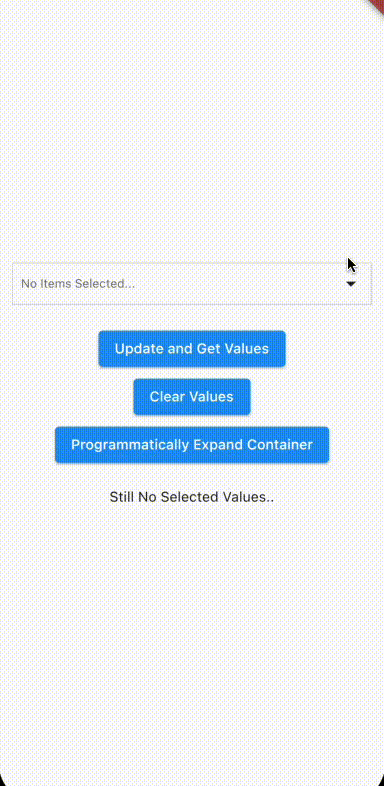 No Items Selected...
Update and Get Values
Clear Values
Programmatically Expand Container
Still No Selected Values..